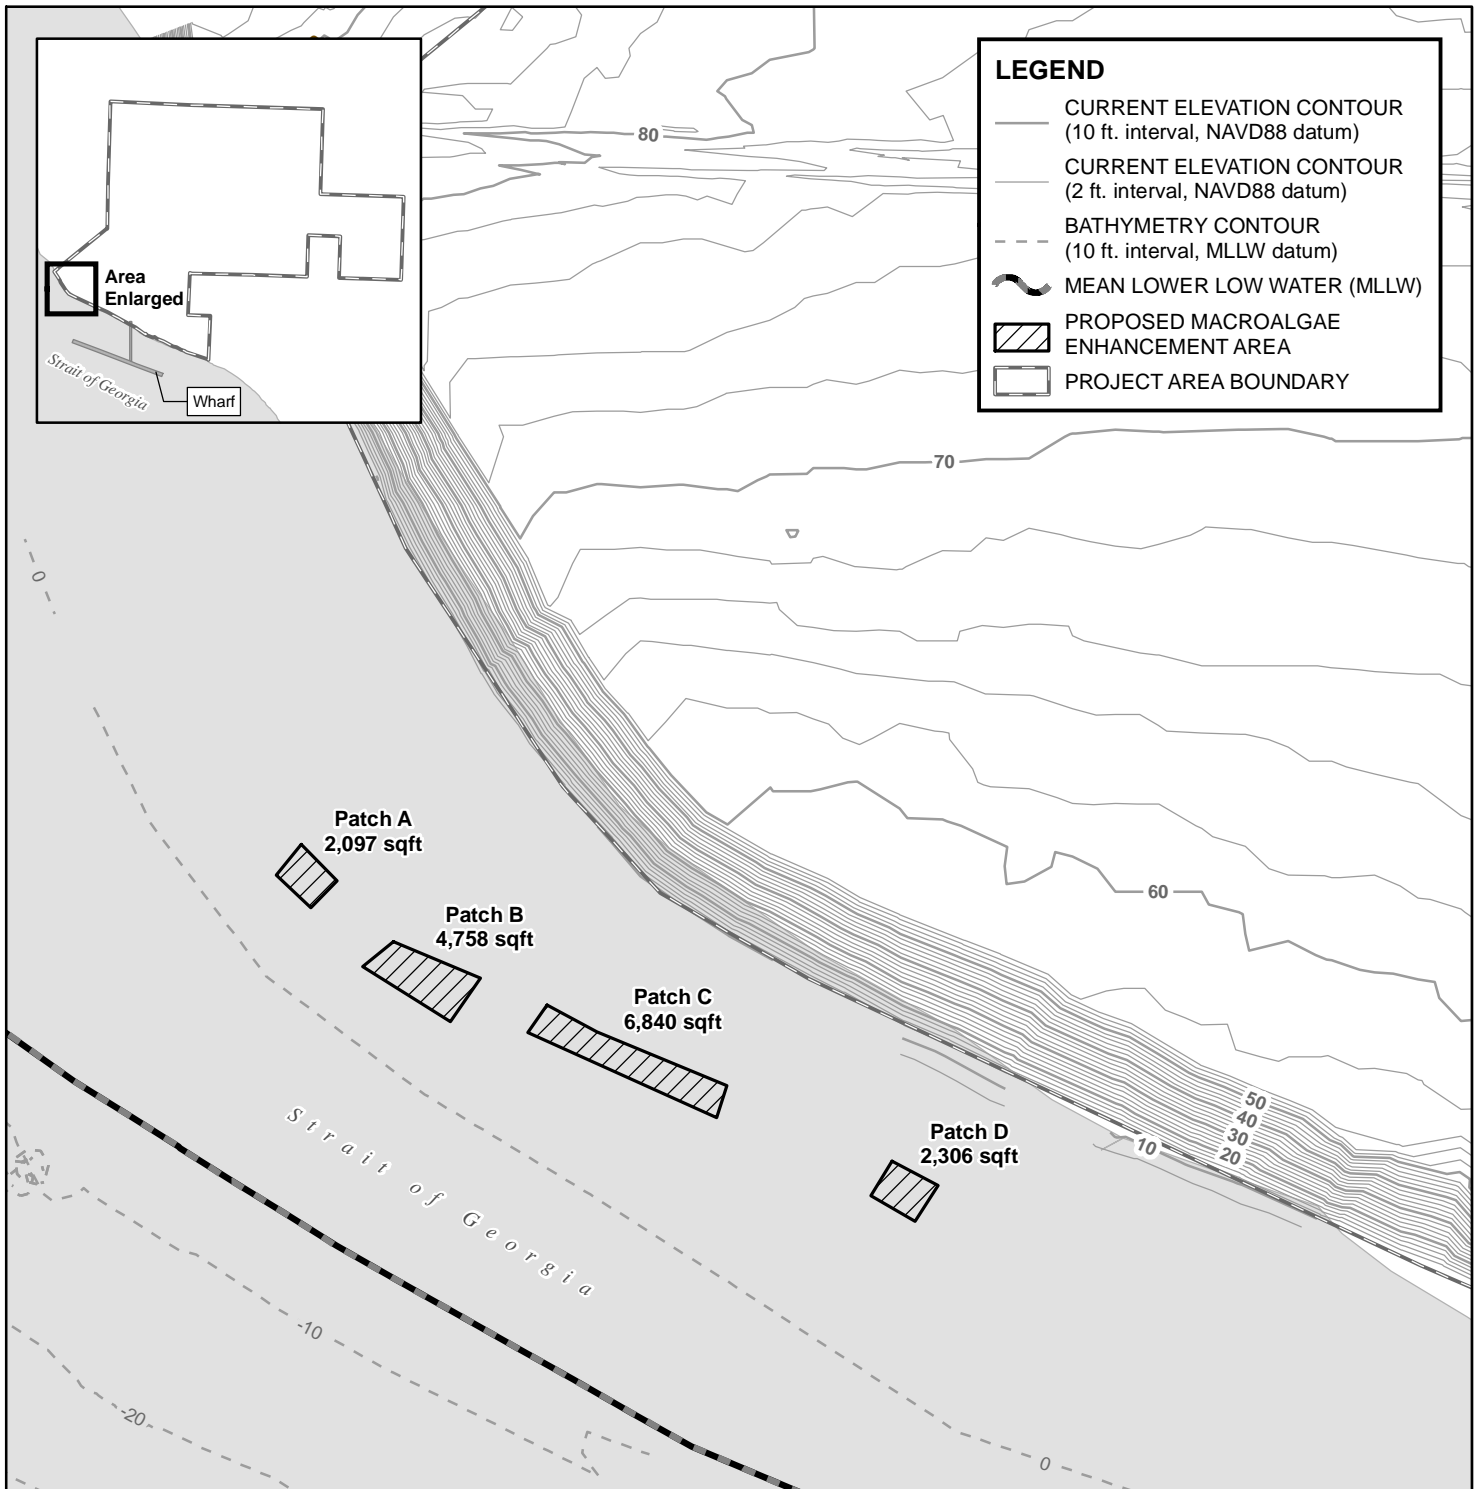 LEGEND
CURRENT ELEVATION CONTOUR
(10 ft. interval, NAVD88 datum)
CURRENT ELEVATION CONTOUR
(2 ft. interval, NAVD88 datum)
BATHYMETRY CONTOUR
(10 ft. interval, MLLW datum)
MEAN LOWER LOW WATER (MLLW)
PROPOSED MACROALGAE
ENHANCEMENT AREA
PROJECT AREA BOUNDARY
Area
Enlarged
Strait of Georgia
Wharf
80
70
0
60
Patch A
2,097 sqft
Patch B
4,758 sqft
Patch C
6,840 sqft
Patch D
2,306 sqft
50
40
30
20
10
Strait of Georgia
-10
-20
0